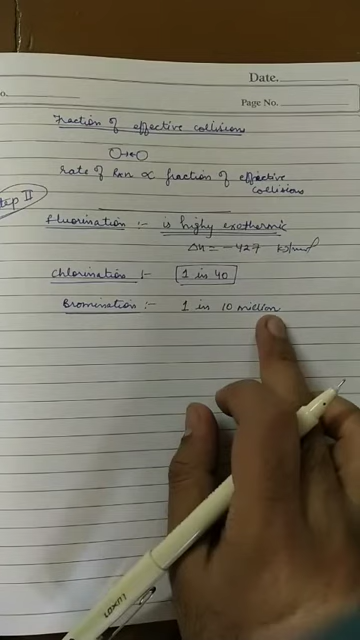 Date.
o.
Page No.
Fraction of effective collision
rate of Rxn ∝ fraction of effective
collisions
Step II
Fluorination :- is highly exothermic
ΔH = -427 KJ/mol
Chlorination :- 1 in 40
Bromination :- 1 in 10 million
LUXOR